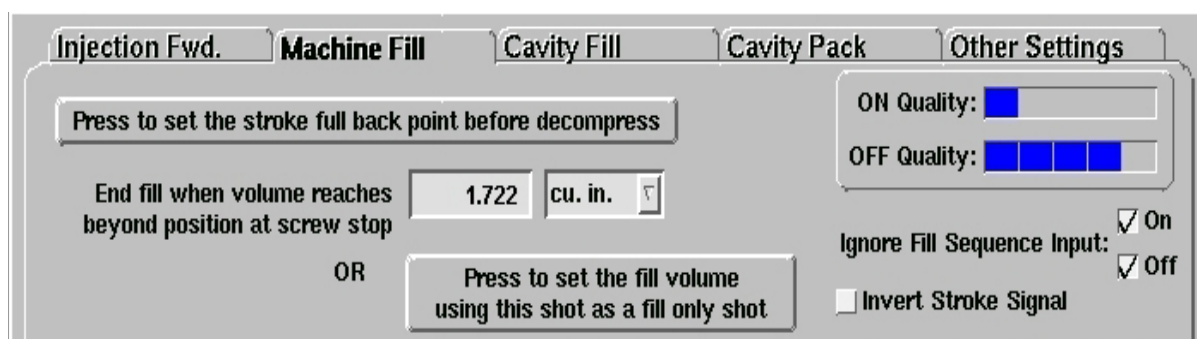 Injection Fwd. Machine Fill Cavity Fill Cavity Pack Other Settings
Press to set the stroke full back point before decompress
ON Quality:
OFF Quality:
End fill when volume reaches
beyond position at screw stop
1.722 cu. in.
OR
Press to set the fill volume
using this shot as a fill only shot
Ignore Fill Sequence Input:
On
Off
Invert Stroke Signal